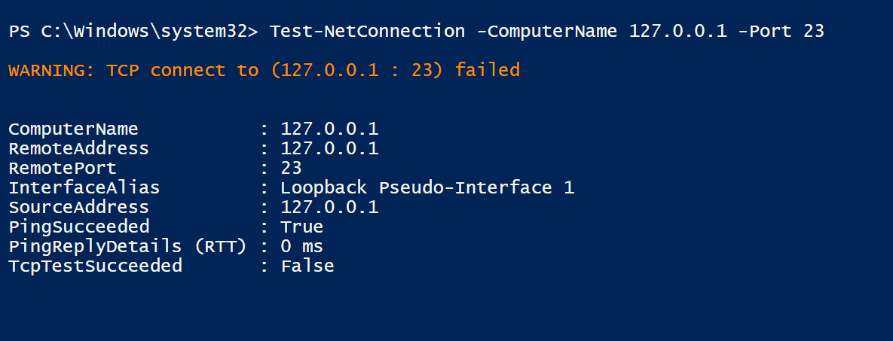 PS C:\Windows\system32> Test-NetConnection -ComputerName 127.0.0.1 -Port 23
WARNING: TCP connect to (127.0.0.1 : 23) failed
ComputerName           : 127.0.0.1
RemoteAddress          : 127.0.0.1
RemotePort             : 23
InterfaceAlias         : Loopback Pseudo-Interface 1
SourceAddress          : 127.0.0.1
PingSucceeded          : True
PingReplyDetails (RTT) : 0 ms
TcpTestSucceeded       : False